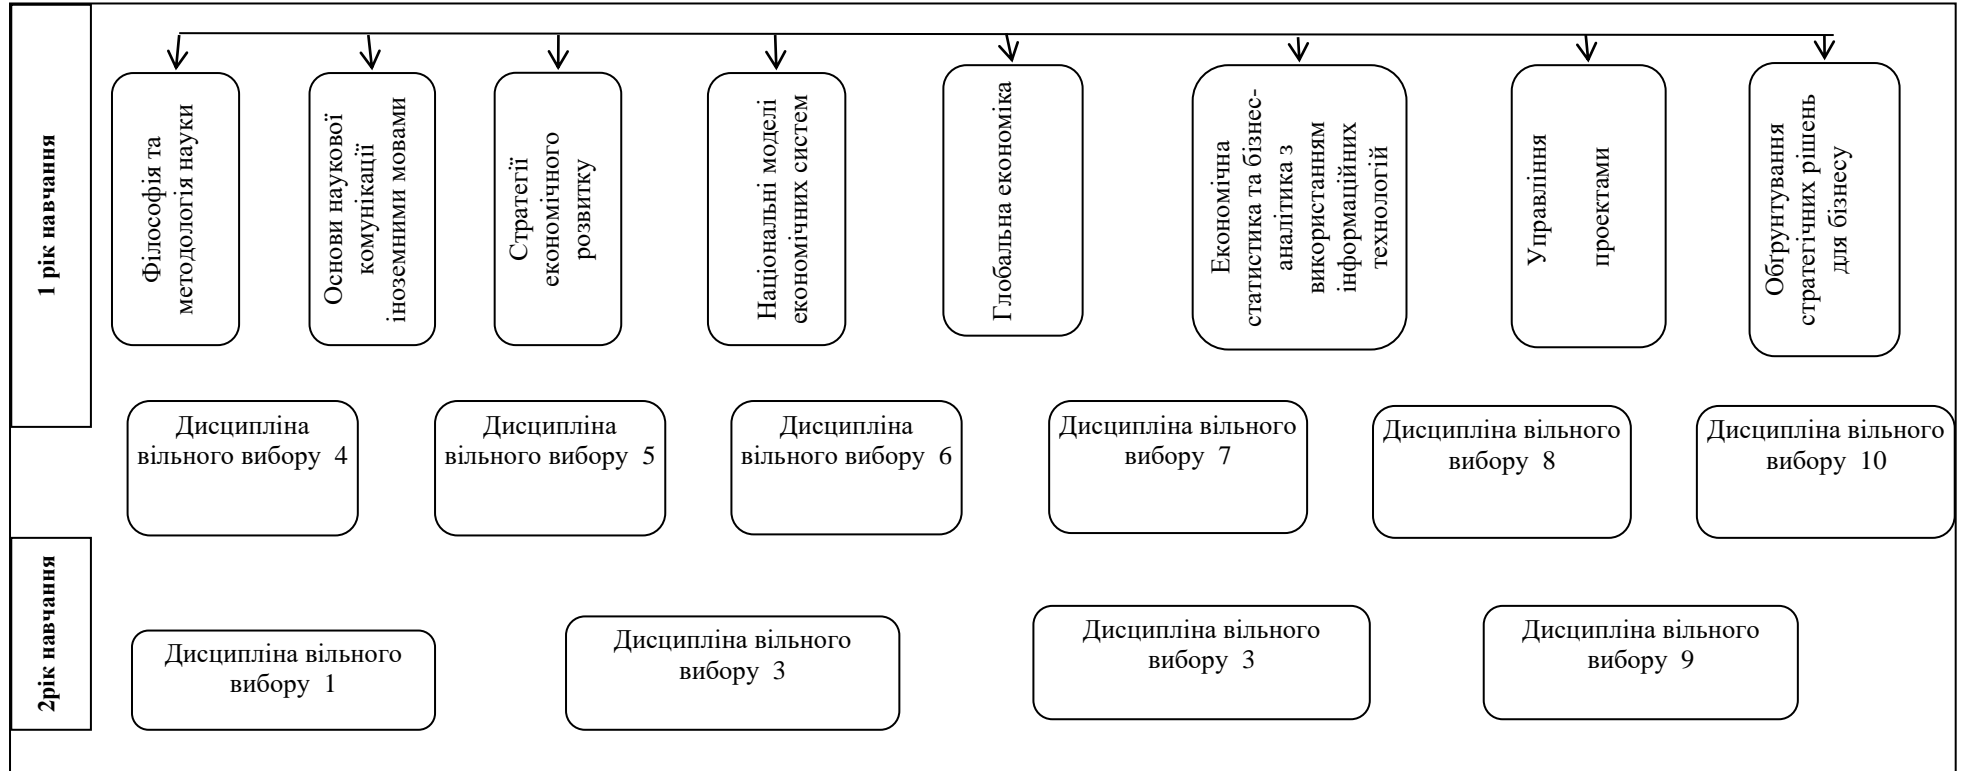 1 рік навчання
Філософія та
методологія науки
Основи наукової
комунікації
іноземними мовами
Стратегії
економічного
розвитку
Національні моделі
економічних систем
Глобальна економіка
Економічна
статистика та бізнес-
аналітика з
використанням
інформаційних
технологій
Управління
проектами
Обґрунтування
стратегічних рішень
для бізнесу
Дисципліна
вільного вибору 4
Дисципліна
вільного вибору 5
Дисципліна
вільного вибору 6
Дисципліна вільного
вибору 7
Дисципліна вільного
вибору 8
Дисципліна вільного
вибору 10
2рік навчання
Дисципліна вільного
вибору 1
Дисципліна вільного
вибору 3
Дисципліна вільного
вибору 3
Дисципліна вільного
вибору 9